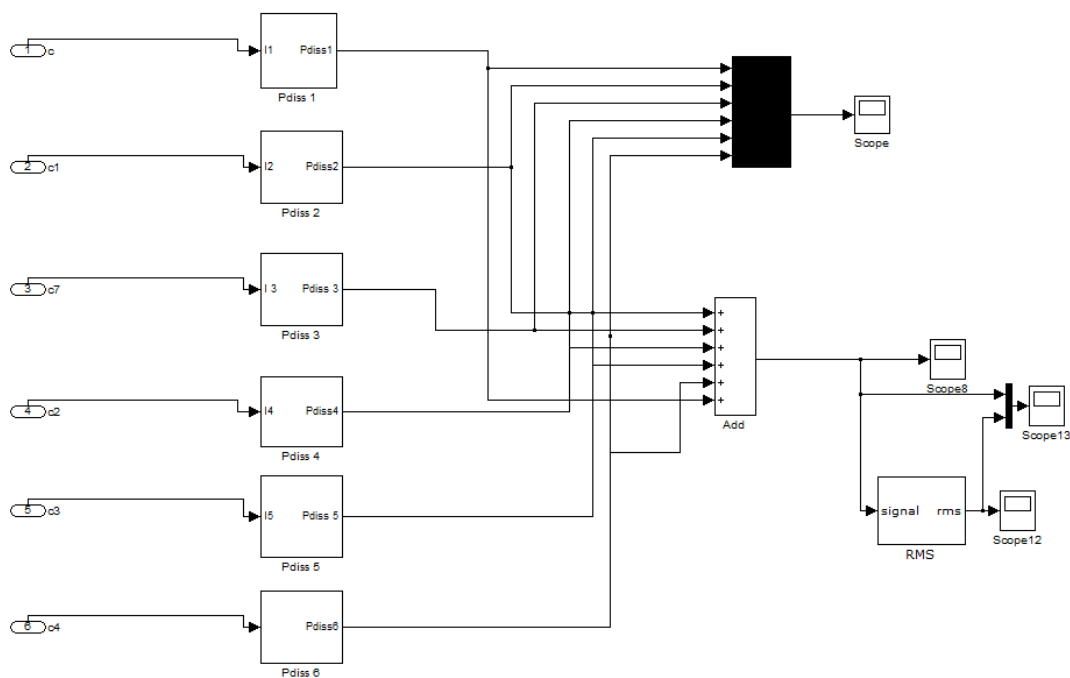 1 c
I1 Pdiss1
Pdiss 1
Scope
2 c1
I2 Pdiss2
Pdiss 2
3 c7
I 3 Pdiss 3
Pdiss 3
+
+
+
+
+
+
Add
Scope8
Scope13
4 c2
I4 Pdiss4
Pdiss 4
5 c3
I5 Pdiss 5
Pdiss 5
signal rms
RMS
Scope12
6 c4
Pdiss6
Pdiss 6